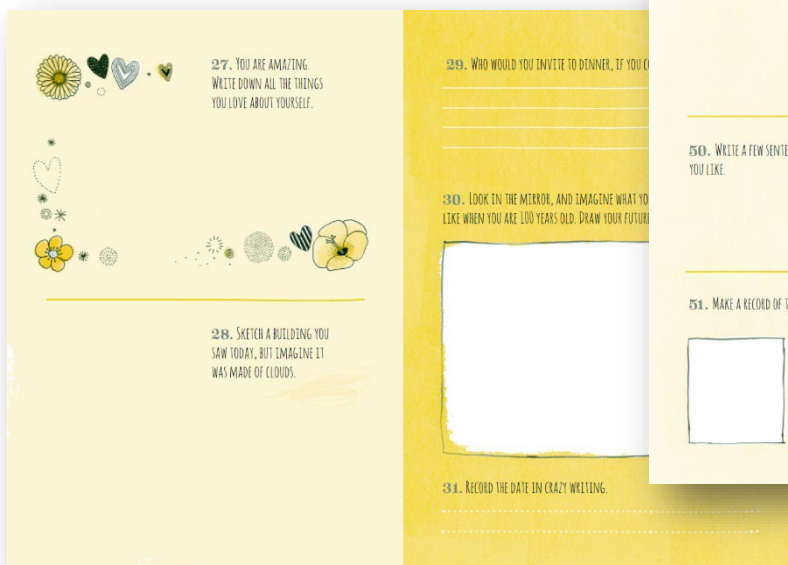 27. YOU ARE AMAZING.
WRITE DOWN ALL THE THINGS
YOU LOVE ABOUT YOURSELF.
28. SKETCH A BUILDING YOU
SAW TODAY, BUT IMAGINE IT
WAS MADE OF CLOUDS.
29. WHO WOULD YOU INVITE TO DINNER, IF YOU
30. LOOK IN THE MIRROR, AND IMAGINE WHAT
LIKE WHEN YOU ARE 100 YEARS OLD. DRAW YOUR
31. RECORD THE DATE IN CRAZY WRITING.
50. WRITE A FEW
YOU LIKE.
51. MAKE A RECORD OF